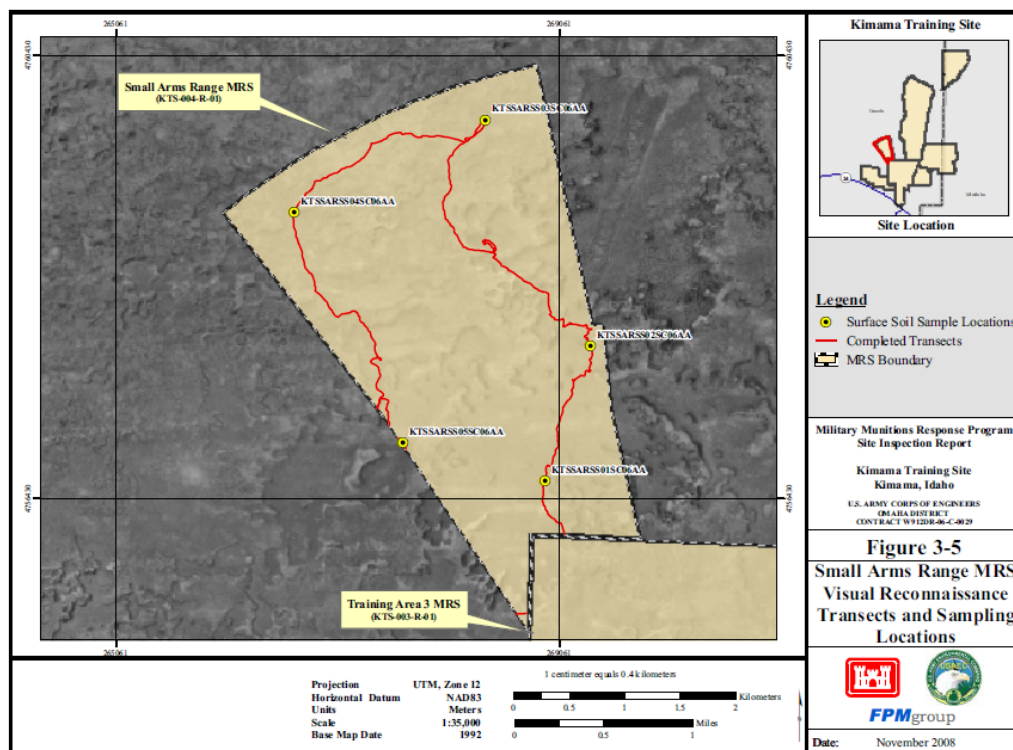 265061
269061
4760430
4760430
Small Arms Range MRS
(KTS-004-R-01)
KTSSARSS03SC06AA
KTSSARSS04SC06AA
KTSSARSS02SC06AA
KTSSARSS05SC06AA
KTSSARSS01SC06AA
4756430
4756430
Training Area 3 MRS
(KTS-003-R-01)
265061
269061
Kimama Training Site
Site Location
Legend
Surface Soil Sample Locations
Completed Transects
MRS Boundary
Military Munitions Response Program
Site Inspection Report
Kimama Training Site
Kimama, Idaho
U.S. ARMY CORPS OF ENGINEERS
OMAHA DISTRICT
CONTRACT W912DR-06-C-0029
Figure 3-5
Small Arms Range MRS
Visual Reconnaissance
Transects and Sampling
Locations
FPMgroup
Date: November 2008
Projection UTM, Zone 12
Horizontal Datum NAD83
Units Meters
Scale 1:35,000
Base Map Date 1992
1 centimeter equals 0.4 kilometers
Kilometers
0 0.5 1 1.5 2
Miles
0 0.5 1